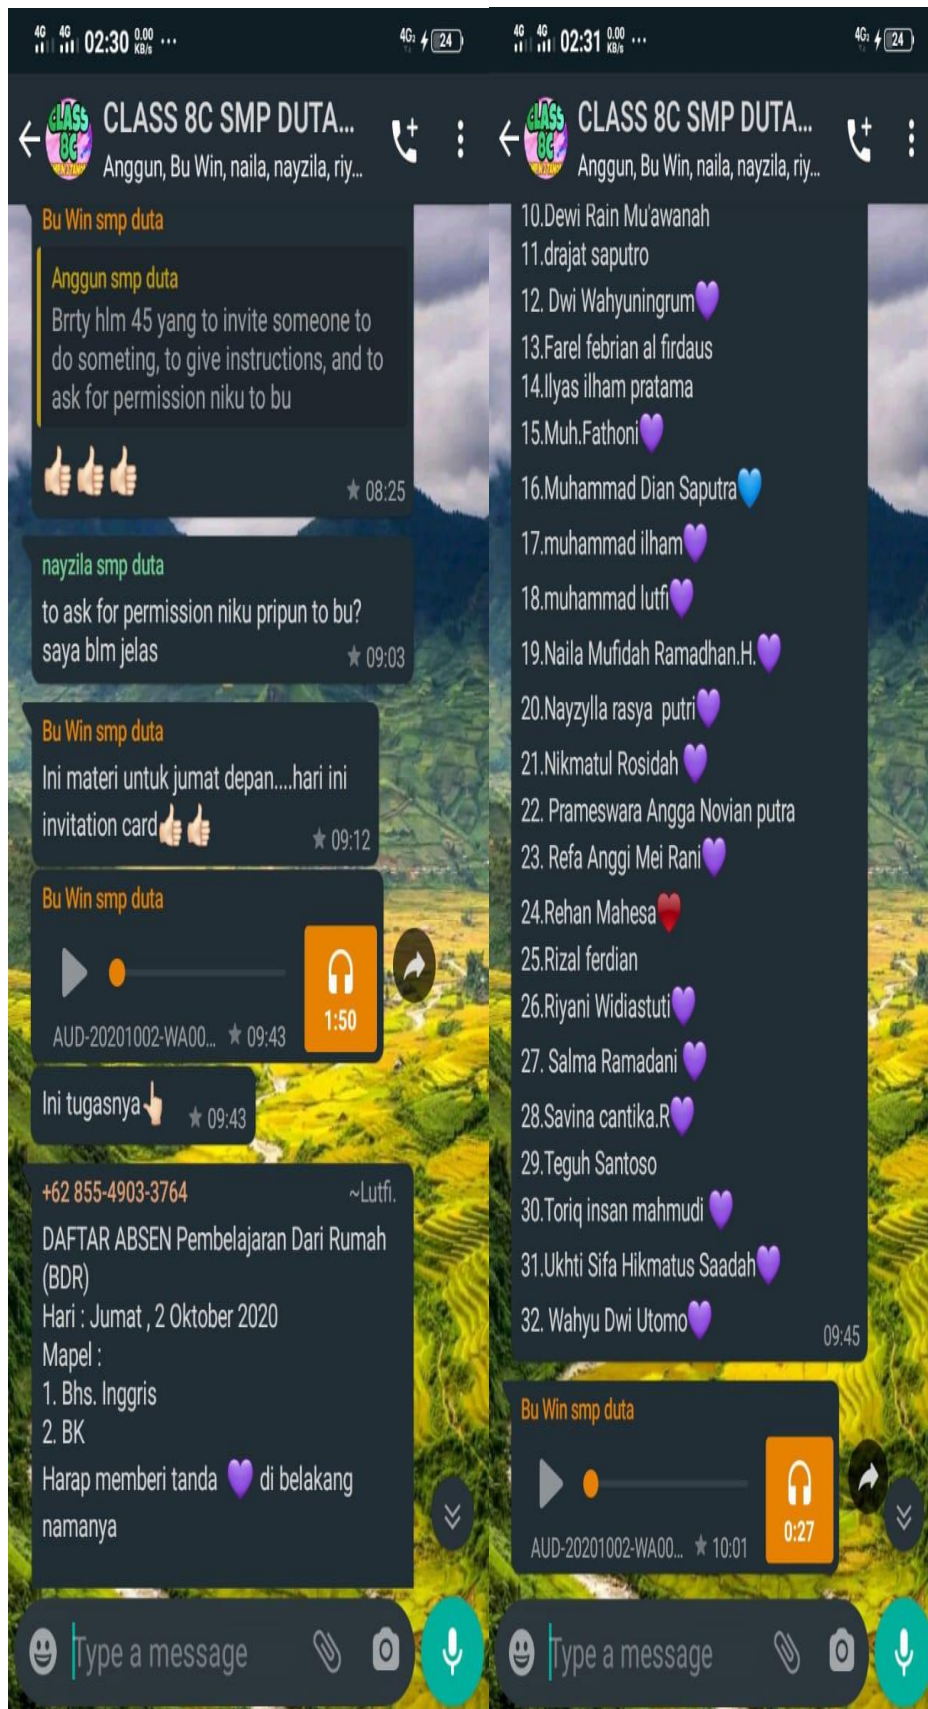 4G 4G 02:30 0.00 KB/s ... 4G 24
CLASS 8C SMP DUTA...
Anggun, Bu Win, naila, nayzila, riy...
Bu Win smp duta
Anggun smp duta
Brrty hlm 45 yang to invite someone to
do someting, to give instructions, and to
ask for permission niku to bu
👍🏻👍🏻👍🏻
★ 08:25
nayzila smp duta
to ask for permission niku pripun to bu?
saya blm jelas
★ 09:03
Bu Win smp duta
Ini materi untuk jumat depan....hari ini
invitation card👍🏻👍🏻
★ 09:12
Bu Win smp duta
1:50
AUD-20201002-WA00... ★ 09:43
Ini tugasnya👆🏻 ★ 09:43
+62 855-4903-3764 ~Lutfi.
DAFTAR ABSEN Pembelajaran Dari Rumah
(BDR)
Hari : Jumat , 2 Oktober 2020
Mapel :
1. Bhs. Inggris
2. BK
Harap memberi tanda 💜 di belakang
namanya
Type a message
4G 4G 02:31 0.00 KB/s ... 4G 24
CLASS 8C SMP DUTA...
Anggun, Bu Win, naila, nayzila, riy...
CLASS 8C
10.Dewi Rain Mu'awanah
11.drajat saputro
12. Dwi Wahyuningrum💜
13.Farel febrian al firdaus
14.Ilyas ilham pratama
15.Muh.Fathoni💜
16.Muhammad Dian Saputra💙
17.muhammad ilham💜
18.muhammad lutfi💜
19.Naila Mufidah Ramadhan.H.💜
20.Nayzylla rasya putri💜
21.Nikmatul Rosidah 💜
22. Prameswara Angga Novian putra
23. Refa Anggi Mei Rani💜
24.Rehan Mahesa♥️
25.Rizal ferdian
26.Riyani Widiastuti💜
27. Salma Ramadani 💜
28.Savina cantika.R💜
29.Teguh Santoso
30.Toriq insan mahmudi 💜
31.Ukhti Sifa Hikmatus Saadah💜
32. Wahyu Dwi Utomo💜
09:45
Bu Win smp duta
0:27
AUD-20201002-WA00... ★ 10:01
Type a message